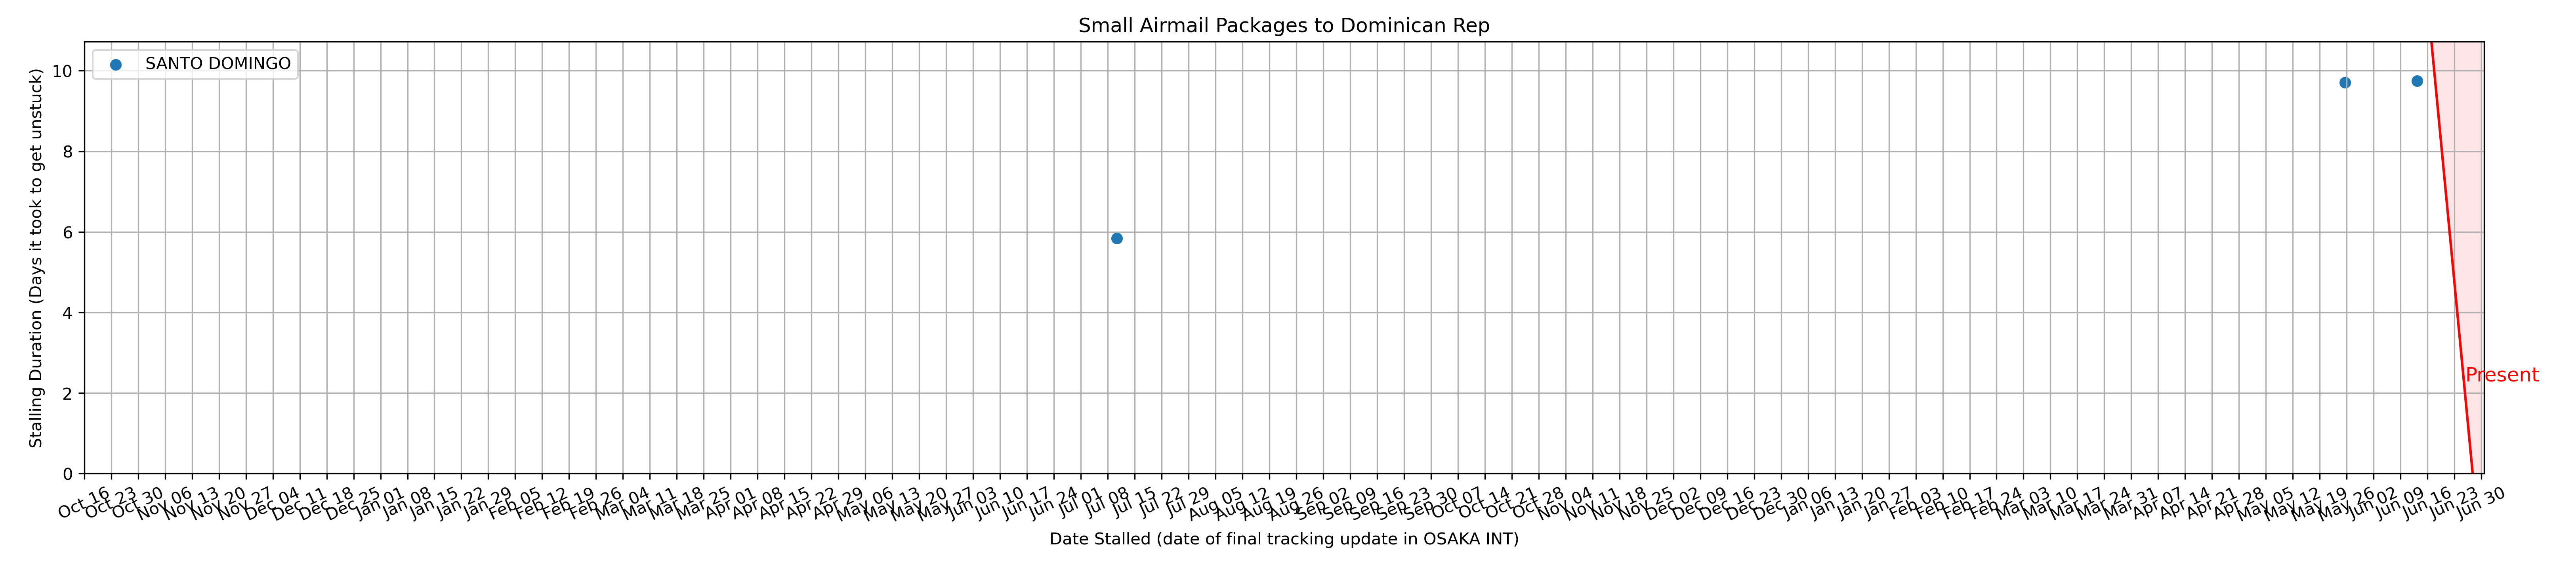 Small Airmail Packages to Dominican Rep
SANTO DOMINGO
Stalling Duration (Days it took to get unstuck)
10
8
6
4
2
0
Present
Oct 16
Oct 23
Oct 30
Nov 06
Nov 13
Nov 20
Nov 27
Dec 04
Dec 11
Dec 18
Dec 25
Jan 01
Jan 08
Jan 15
Jan 22
Jan 29
Feb 05
Feb 12
Feb 19
Feb 26
Mar 04
Mar 11
Mar 18
Mar 25
Apr 01
Apr 08
Apr 15
Apr 22
Apr 29
May 06
May 13
May 20
May 27
Jun 03
Jun 10
Jun 17
Jun 24
Jul 01
Jul 08
Jul 15
Jul 22
Jul 29
Aug 05
Aug 12
Aug 19
Aug 26
Sep 02
Sep 09
Sep 16
Sep 23
Sep 30
Oct 07
Oct 14
Oct 21
Oct 28
Nov 04
Nov 11
Nov 18
Nov 25
Dec 02
Dec 09
Dec 16
Dec 23
Dec 30
Jan 06
Jan 13
Jan 20
Jan 27
Feb 03
Feb 10
Feb 17
Feb 24
Mar 03
Mar 10
Mar 17
Mar 24
Mar 31
Apr 07
Apr 14
Apr 21
Apr 28
May 05
May 12
May 19
May 26
Jun 02
Jun 09
Jun 16
Jun 23
Jun 30
Date Stalled (date of final tracking update in OSAKA INT)